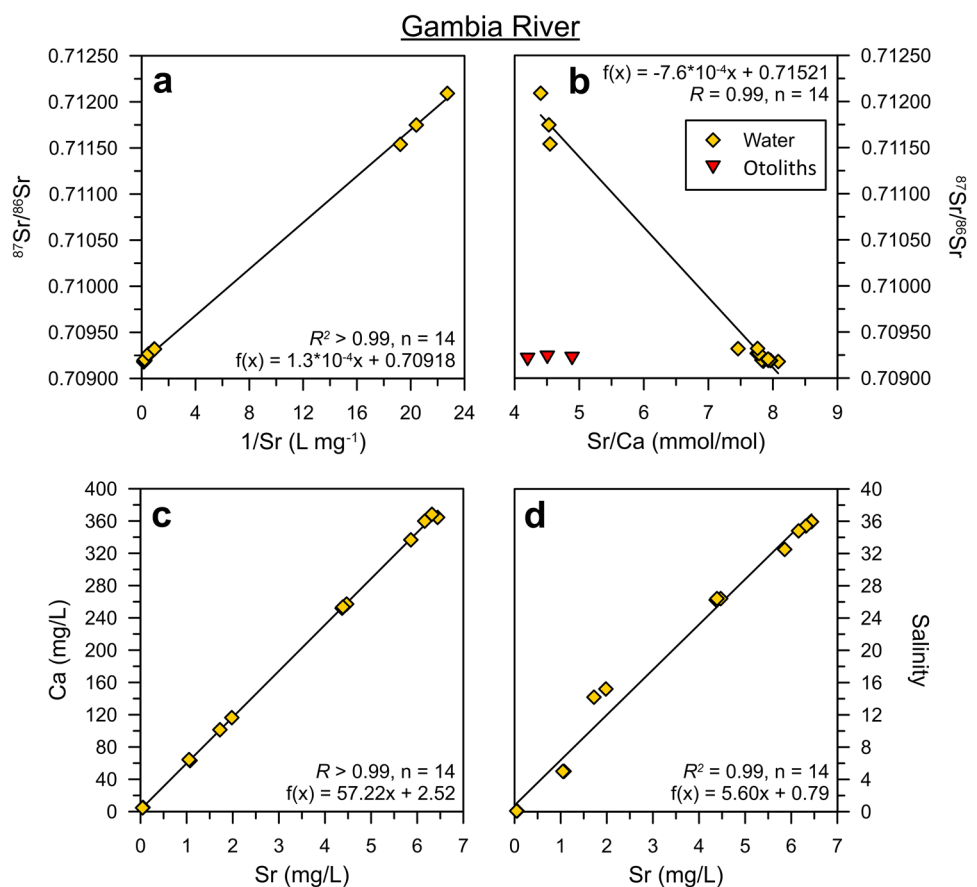 Gambia River
a
0.71250
0.71200
0.71150
0.71100
0.71050
0.71000
0.70950
0.70900
⁸⁷Sr/⁸⁶Sr
0 4 8 12 16 20 24
1/Sr (L mg⁻¹)
R² > 0.99, n = 14
f(x) = 1.3*10⁻⁴x + 0.70918
b
f(x) = -7.6*10⁻⁴x + 0.71521
R = 0.99, n = 14
Water
Otoliths
0.71250
0.71200
0.71150
0.71100
0.71050
0.71000
0.70950
0.70900
⁸⁷Sr/⁸⁶Sr
4 5 6 7 8 9
Sr/Ca (mmol/mol)
c
400
360
320
280
240
200
160
120
80
40
0
Ca (mg/L)
R > 0.99, n = 14
f(x) = 57.22x + 2.52
0 1 2 3 4 5 6 7
Sr (mg/L)
d
40
36
32
28
24
20
16
12
8
4
0
Salinity
R² = 0.99, n = 14
f(x) = 5.60x + 0.79
0 1 2 3 4 5 6 7
Sr (mg/L)